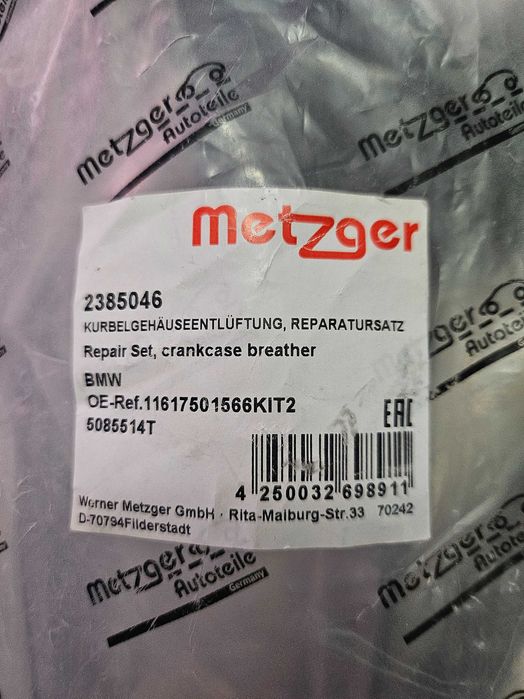 Metzger
Autoteile
Germany
Metzger
Autoteile
Germany
Metzger
2385046
KURBELGEHÄUSEENTLÜFTUNG, REPARATURSATZ
Repair Set, crankcase breather
BMW
OE-Ref.11617501566KIT2
5085514T
EAC
4 250032 698911
Werner Metzger GmbH · Rita-Maiburg-Str.33 70242
D-70794Filderstadt
Metzger
Autoteile
Germany
Metzger
Autoteile